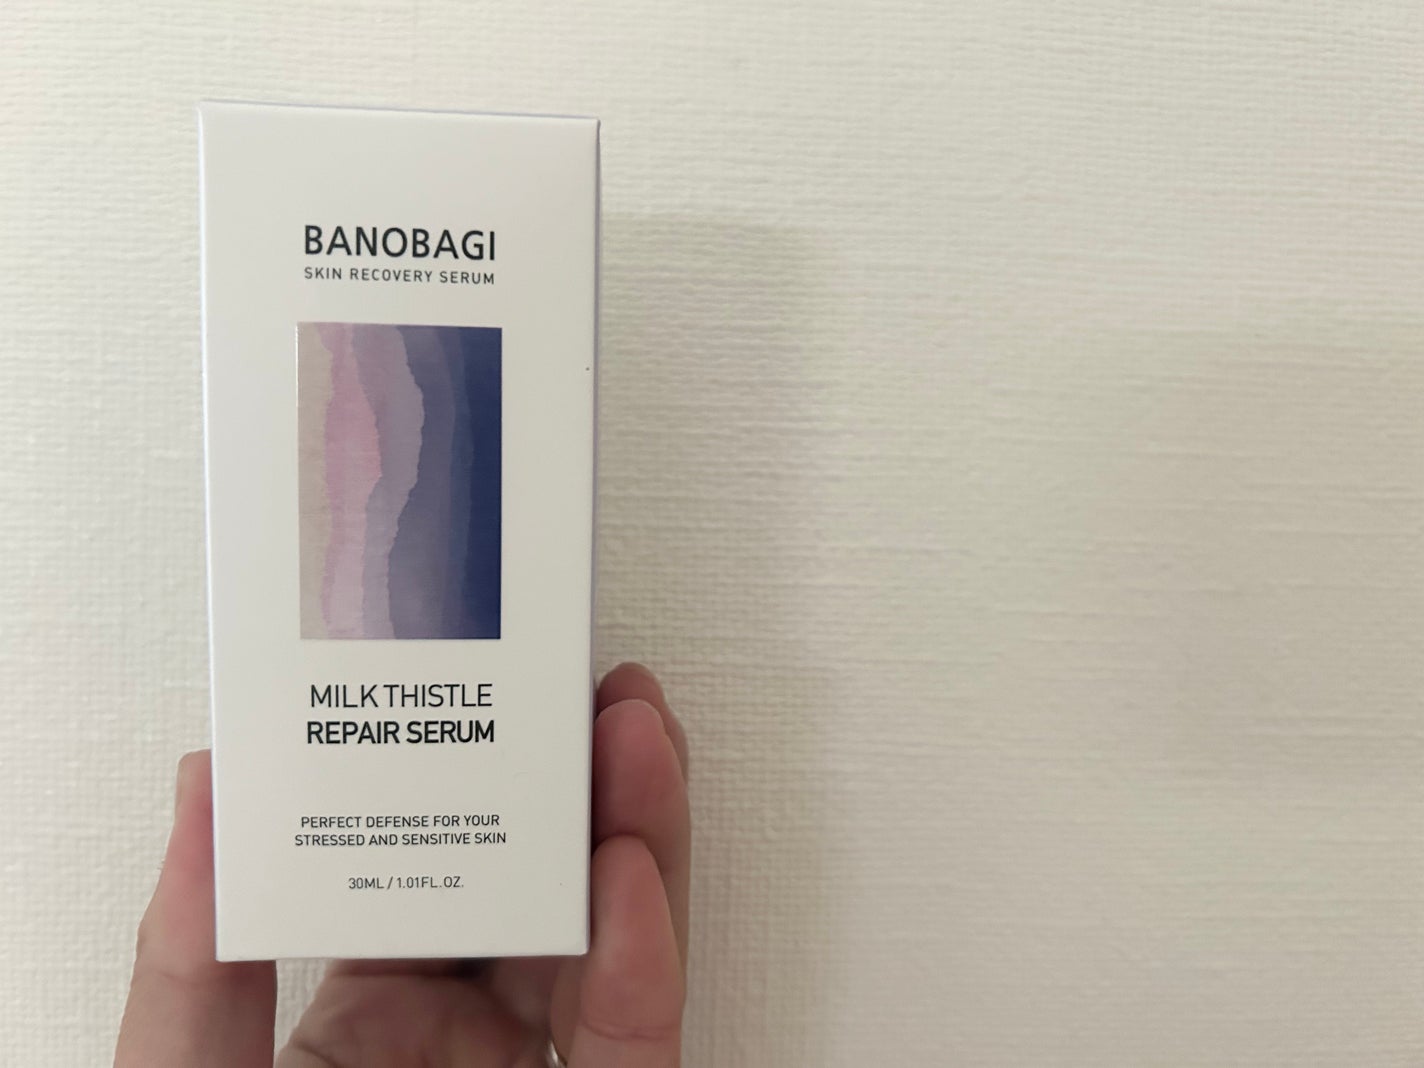 BANOBAGI
SKIN RECOVERY SERUM
MILK THISTLE
REPAIR SERUM
PERFECT DEFENSE FOR YOUR
STRESSED AND SENSITIVE SKIN
30ML / 1.01FL.OZ.